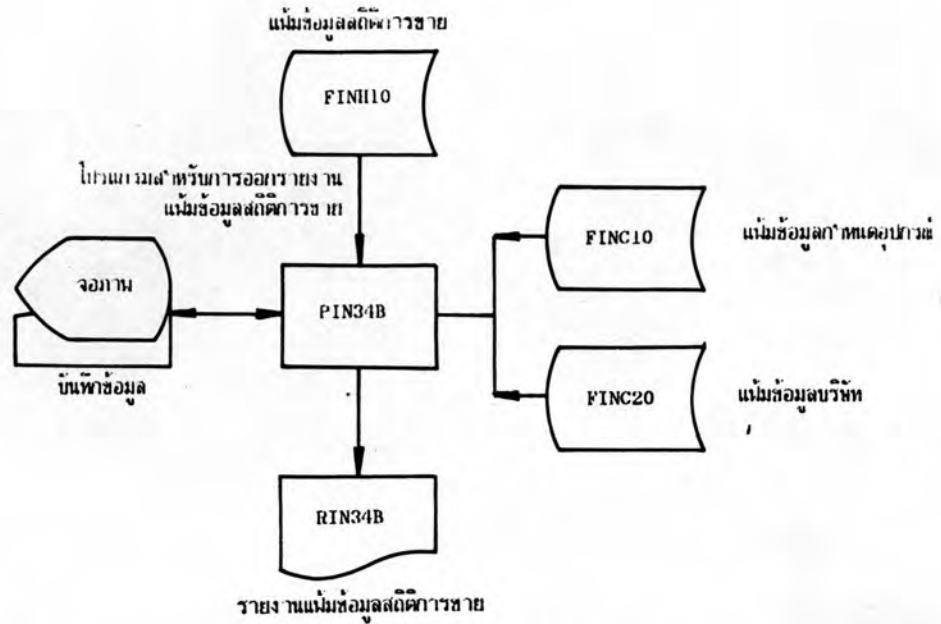 แฟ้มข้อมูลสถิติการขาย
FINH10
โปรแกรมสำหรับการออกรายงาน
แฟ้มข้อมูลสถิติการขาย
FINC10
แฟ้มข้อมูลกำหนดอุปกรณ์
จอภาพ
PIN34B
บันทึกข้อมูล
FINC20
แฟ้มข้อมูลบริษัท
RIN34B
รายงานแฟ้มข้อมูลสถิติการขาย